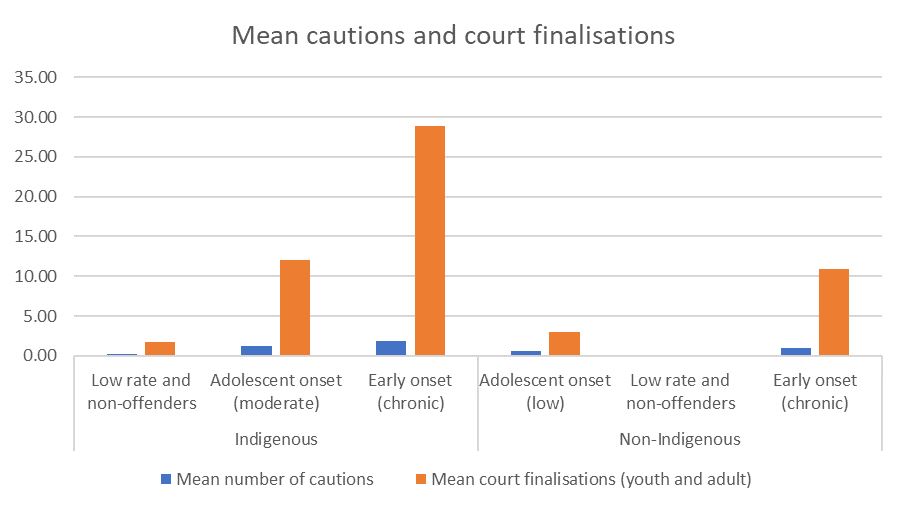 Mean cautions and court finalisations
35.00
30.00
25.00
20.00
15.00
10.00
5.00
0.00
Low rate and non-offenders
Adolescent onset (moderate)
Early onset (chronic)
Adolescent onset (low)
Low rate and non-offenders
Early onset (chronic)
Indigenous
Non-Indigenous
Mean number of cautions
Mean court finalisations (youth and adult)